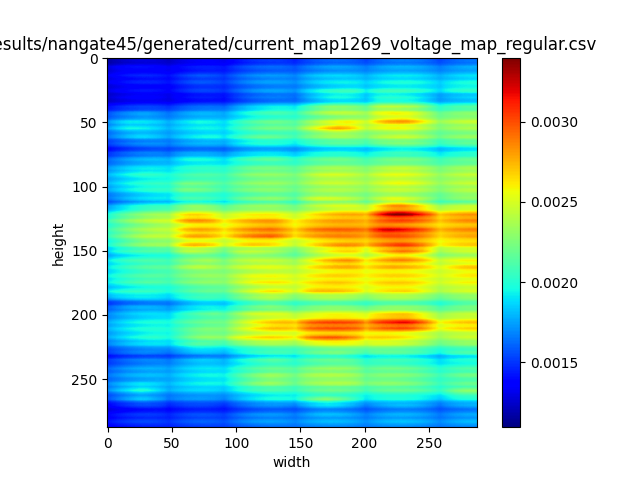 esults/nangate45/generated/current_map1269_voltage_map_regular.csv
0
50
100
150
200
250
height
0 50 100 150 200 250
width
0.0030
0.0025
0.0020
0.0015